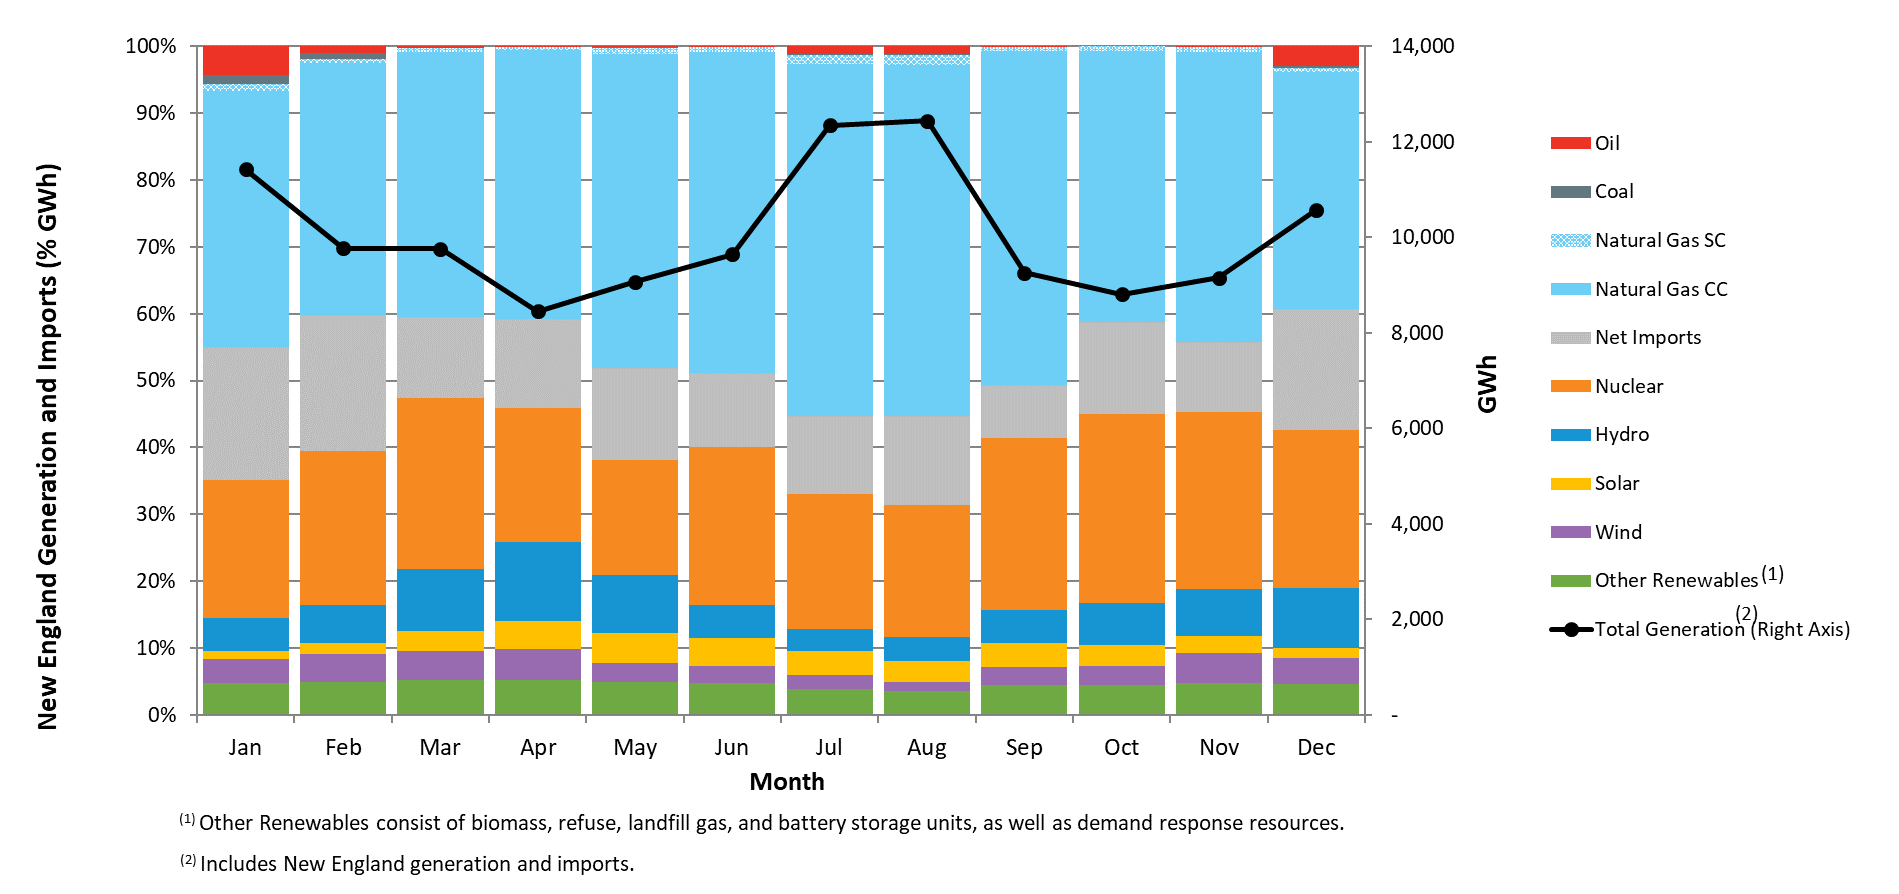 New England Generation and Imports (% GWh)
100%
90%
80%
70%
60%
50%
40%
30%
20%
10%
0%
14,000
12,000
10,000
8,000
6,000
4,000
2,000
-
GWh
Jan Feb Mar Apr May Jun Jul Aug Sep Oct Nov Dec
Month
Oil
Coal
Natural Gas SC
Natural Gas CC
Net Imports
Nuclear
Hydro
Solar
Wind
Other Renewables (1)
(2)
Total Generation (Right Axis)
(1) Other Renewables consist of biomass, refuse, landfill gas, and battery storage units, as well as demand response resources.
(2) Includes New England generation and imports.